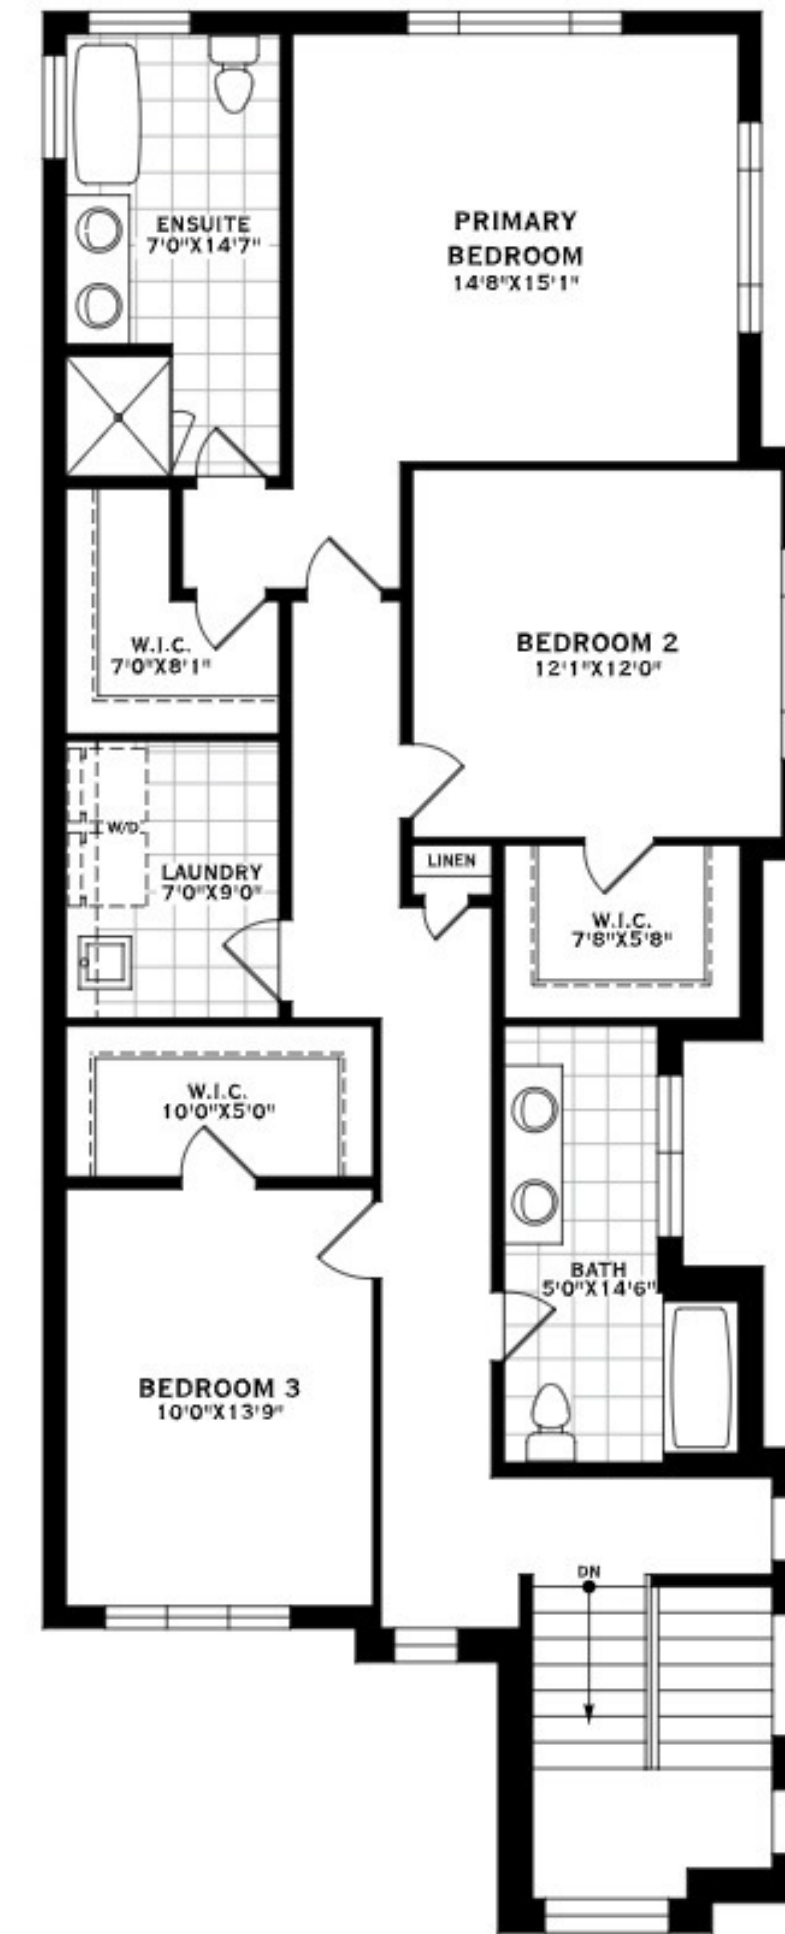 ENSUITE
7'0"X14'7"
PRIMARY
BEDROOM
14'8"X15'1"
W.I.C.
7'0"X8'1"
BEDROOM 2
12'1"X12'0"
W/D
LAUNDRY
7'0"X9'0"
LINEN
W.I.C.
7'8"X5'8"
W.I.C.
10'0"X5'0"
BATH
5'0"X14'6"
BEDROOM 3
10'0"X13'9"
DN